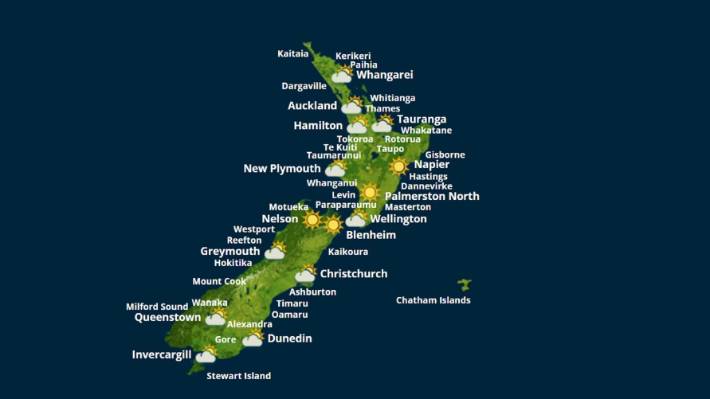 Kaitaia
Kerikeri
Paihia
Whangarei
Dargaville
Whitianga
Auckland
Thames
Hamilton
Tauranga
Whakatane
Tokoroa
Rotorua
Te Kuiti
Taupo
Taumarunui
Gisborne
New Plymouth
Napier
Hastings
Whanganui
Dannevirke
Levin
Palmerston North
Motueka
Paraparaumu
Masterton
Nelson
Wellington
Westport
Blenheim
Reefton
Greymouth
Kaikoura
Hokitika
Christchurch
Mount Cook
Ashburton
Chatham Islands
Milford Sound
Wanaka
Timaru
Queenstown
Oamaru
Alexandra
Gore
Dunedin
Invercargill
Stewart Island